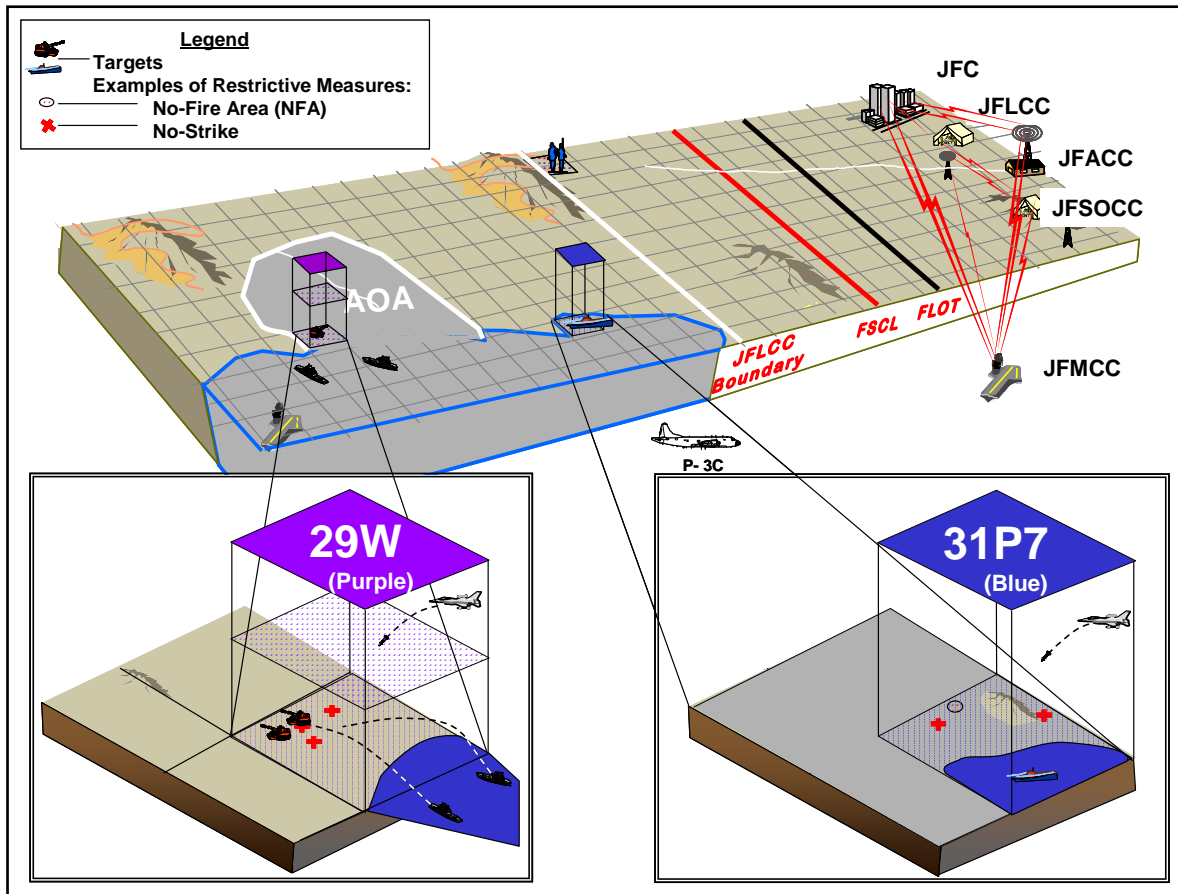 Legend
Targets
Examples of Restrictive Measures:
No-Fire Area (NFA)
No-Strike
JFC
JFLCC
JFACC
JFSOCC
JFMCC
AOA
JFLCC
Boundary
FSCL
FLOT
P- 3C
29W
(Purple)
31P7
(Blue)